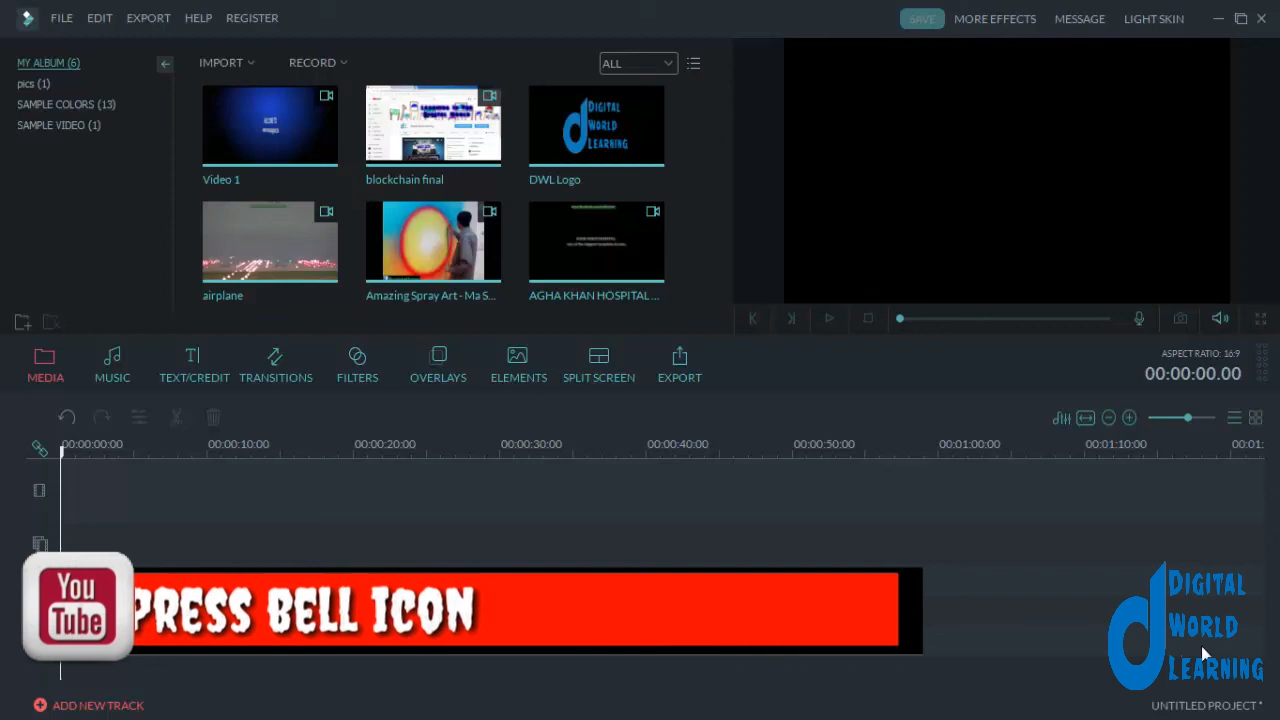 FILE EDIT EXPORT HELP REGISTER SAVE MORE EFFECTS MESSAGE LIGHT SKIN
MY ALBUM (6)
pics (1)
SAMPLE COLORS (13)
SAMPLE VIDEO (1)
IMPORT RECORD ALL
DIGITAL
WORLD
LEARNING
Video 1 blockchain final DWL Logo
airplane Amazing Spray Art - Ma S... AGHA KHAN HOSPITAL ...
MEDIA MUSIC TEXT/CREDIT TRANSITIONS FILTERS OVERLAYS ELEMENTS SPLIT SCREEN EXPORT
ASPECT RATIO: 16:9
00:00:00.00
00:00:00:00 00:00:10:00 00:00:20:00 00:00:30:00 00:00:40:00 00:00:50:00 00:01:00:00 00:01:10:00 00:01:
You
Tube
PRESS BELL ICON
DIGITAL
WORLD
LEARNING
ADD NEW TRACK
UNTITLED PROJECT *